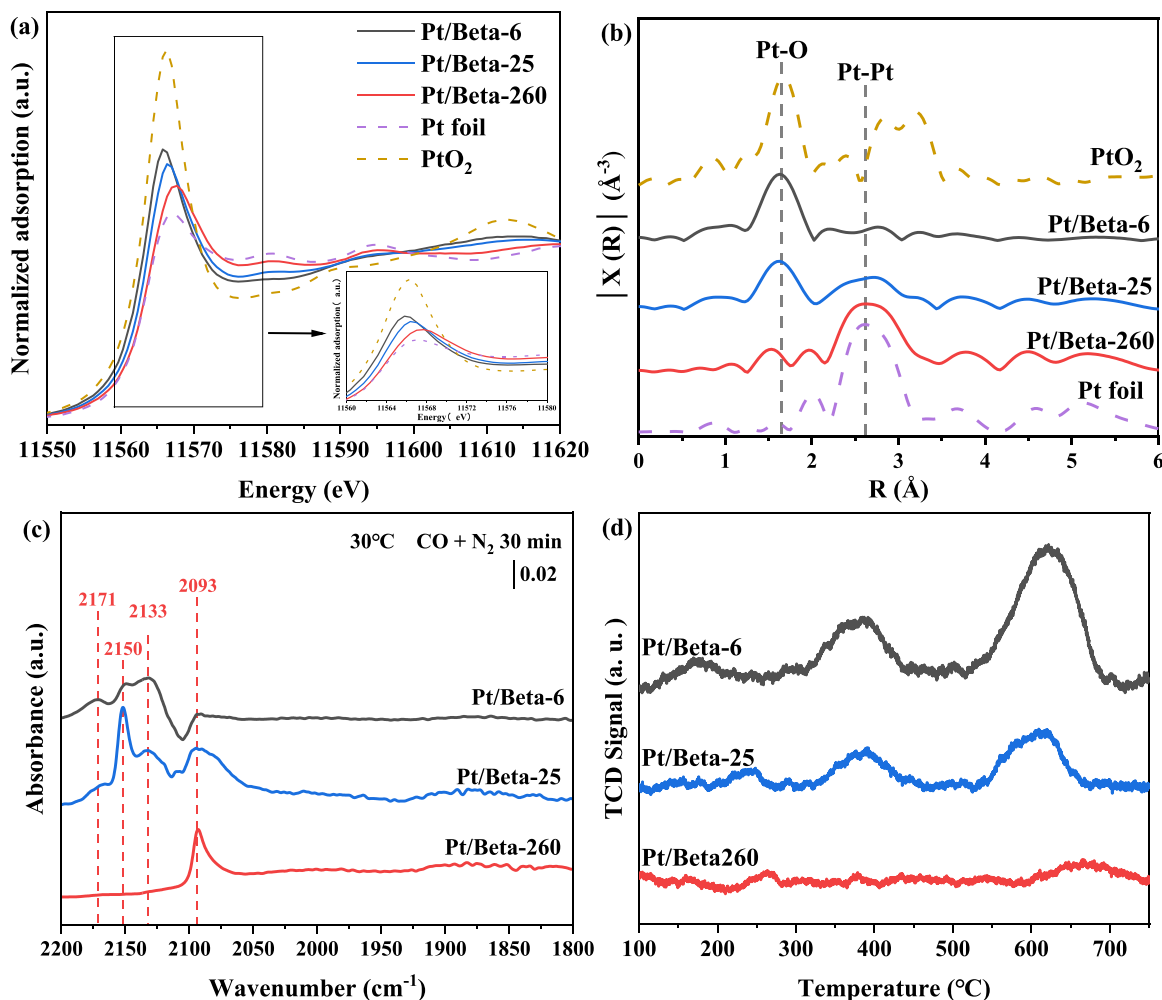 (a)
Pt/Beta-6
Pt/Beta-25
Pt/Beta-260
Pt foil
PtO2
Normalized adsorption (a.u.)
Normalized adsorption (a.u.)
11560 11564 11568 11572 11576 11580
Energy( eV)
11550 11560 11570 11580 11590 11600 11610 11620
Energy (eV)
(b)
Pt-O
Pt-Pt
PtO2
Pt/Beta-6
Pt/Beta-25
Pt/Beta-260
Pt foil
| X (R) | (Å-3)
0 1 2 3 4 5 6
R (Å)
(c)
30℃ CO + N2 30 min
0.02
2171
2150
2133
2093
Pt/Beta-6
Pt/Beta-25
Pt/Beta-260
Absorbance (a.u.)
2200 2150 2100 2050 2000 1950 1900 1850 1800
Wavenumber (cm-1)
(d)
Pt/Beta-6
Pt/Beta-25
Pt/Beta260
TCD Signal (a. u. )
100 200 300 400 500 600 700
Temperature (℃)